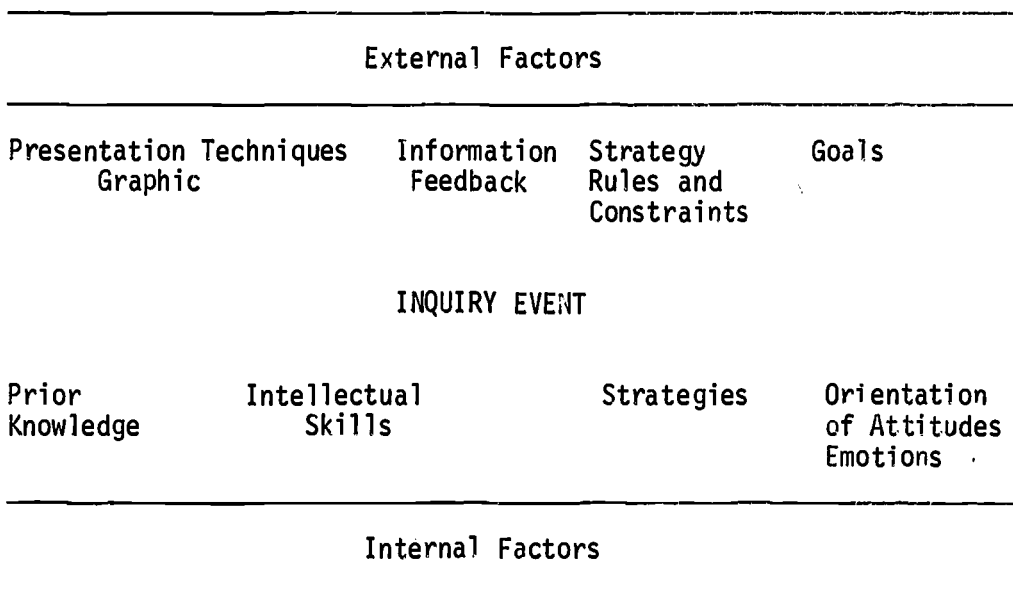 External Factors
Presentation Techniques Information Strategy Goals
Graphic Feedback Rules and
Constraints
INQUIRY EVENT
Prior Intellectual Strategies Orientation
Knowledge Skills of Attitudes
Emotions
Internal Factors